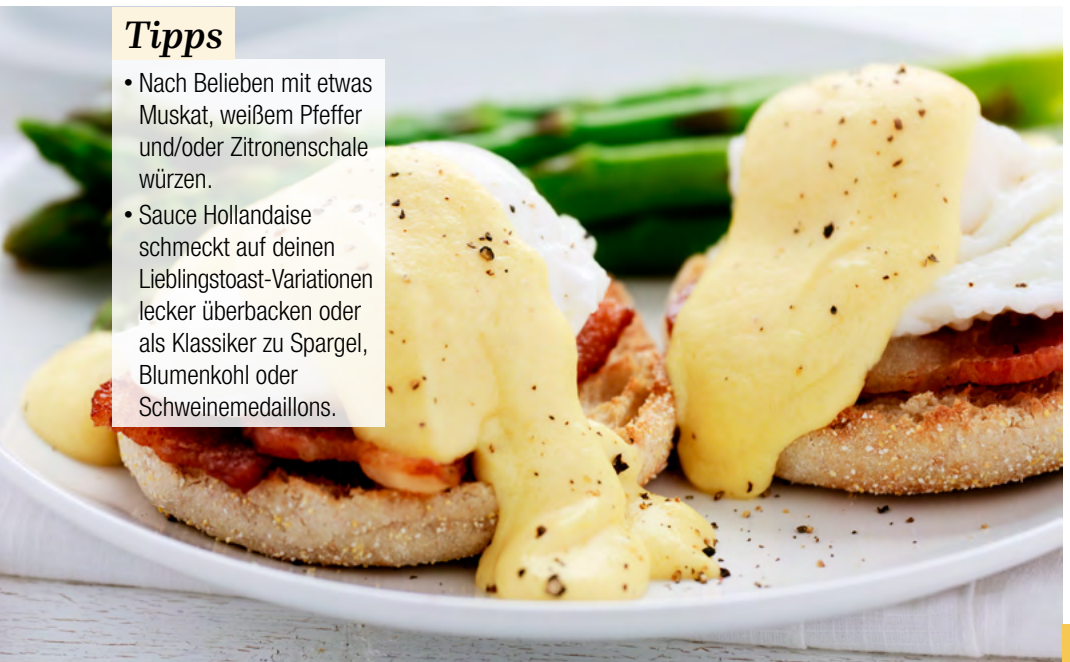 Tipps
• Nach Belieben mit etwas
Muskat, weißem Pfeffer
und/oder Zitronenschale
würzen.
• Sauce Hollandaise
schmeckt auf deinen
Lieblingstoast-Variationen
lecker überbacken oder
als Klassiker zu Spargel,
Blumenkohl oder
Schweinemedaillons.